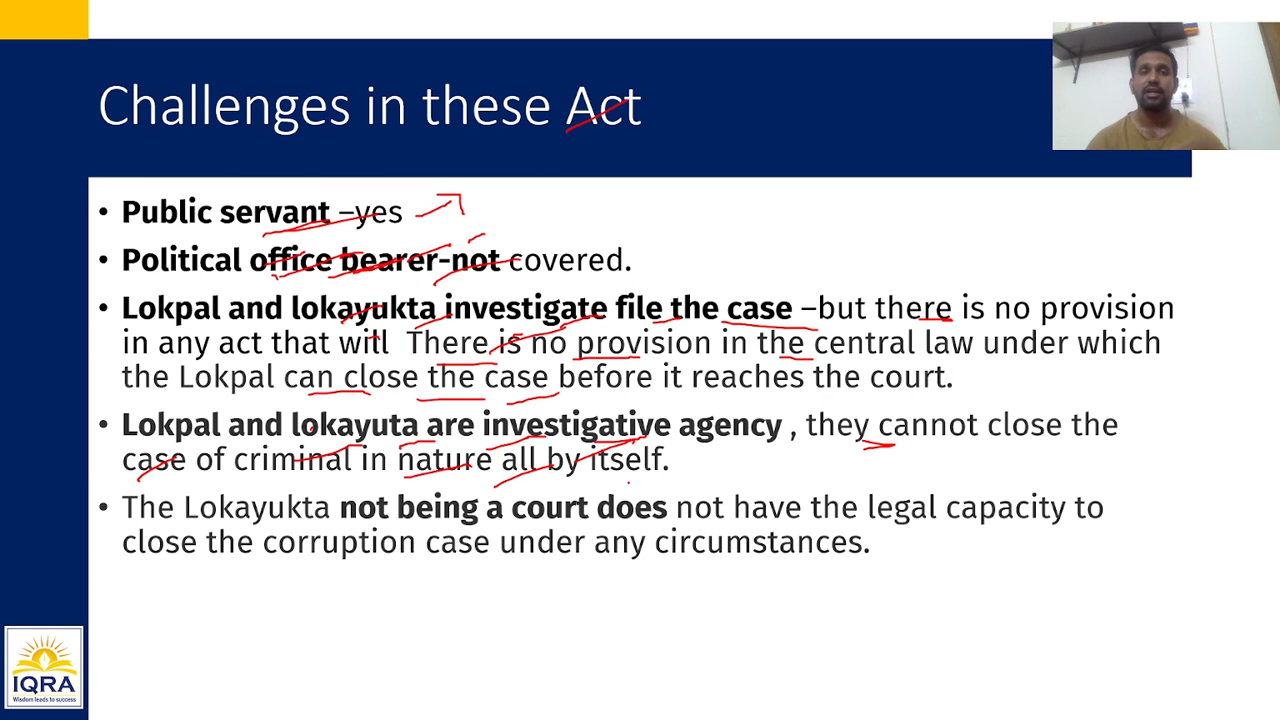 Challenges in these Act
• Public servant –yes
• Political office bearer-not covered.
• Lokpal and lokayukta investigate file the case –but there is no provision
in any act that will There is no provision in the central law under which
the Lokpal can close the case before it reaches the court.
• Lokpal and lokayuta are investigative agency , they cannot close the
case of criminal in nature all by itself.
• The Lokayukta not being a court does not have the legal capacity to
close the corruption case under any circumstances.
IQRA
Wisdom leads to success